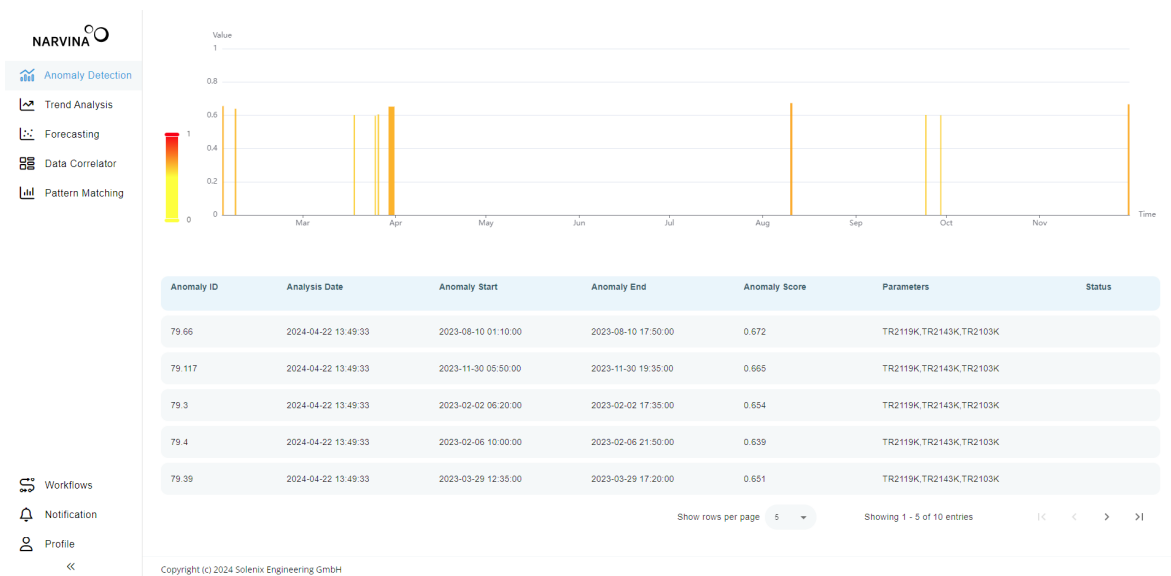 NARVINA
Anomaly Detection
Trend Analysis
Forecasting
Data Correlator
Pattern Matching
Workflows
Notification
Profile
Value
1
0.8
0.6
0.4
0.2
0
1
0
Mar Apr May Jun Jul Aug Sep Oct Nov
Time
Anomaly ID Analysis Date Anomaly Start Anomaly End Anomaly Score Parameters Status
79.66 2024-04-22 13:49:33 2023-08-10 01:10:00 2023-08-10 17:50:00 0.672 TR2119K,TR2143K,TR2103K
79.117 2024-04-22 13:49:33 2023-11-30 05:50:00 2023-11-30 19:35:00 0.665 TR2119K,TR2143K,TR2103K
79.3 2024-04-22 13:49:33 2023-02-02 06:20:00 2023-02-02 17:35:00 0.654 TR2119K,TR2143K,TR2103K
79.4 2024-04-22 13:49:33 2023-02-06 10:00:00 2023-02-06 21:50:00 0.639 TR2119K,TR2143K,TR2103K
79.39 2024-04-22 13:49:33 2023-03-29 12:35:00 2023-03-29 17:20:00 0.651 TR2119K,TR2143K,TR2103K
Show rows per page 5 Showing 1 - 5 of 10 entries
Copyright (c) 2024 Solenix Engineering GmbH